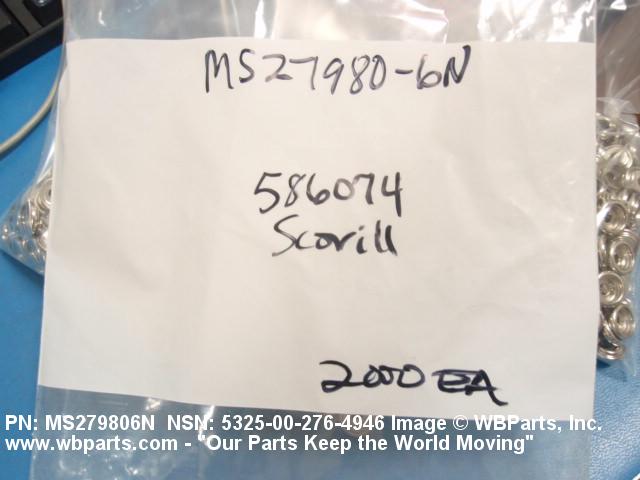 MS27980-6N
586074
Scovill
2000 EA
PN: MS279806N NSN: 5325-00-276-4946 Image © WBParts, Inc.
www.wbparts.com - "Our Parts Keep the World Moving"